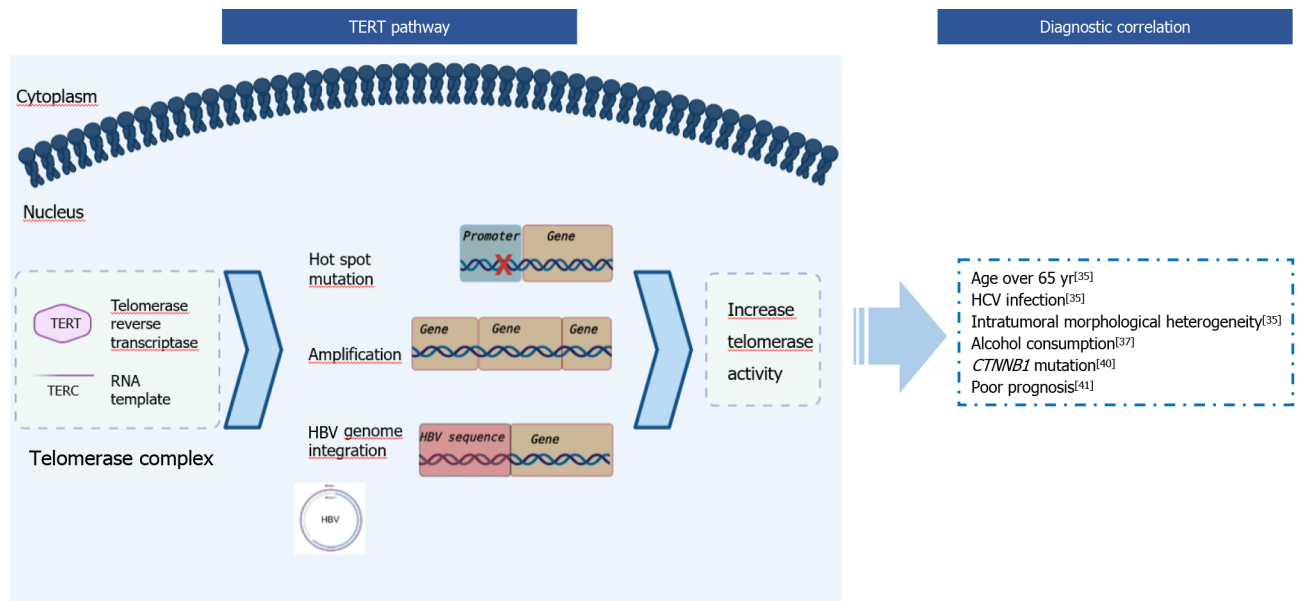 TERT pathway
Diagnostic correlation
Cytoplasm
Nucleus
TERT
Telomerase
reverse
transcriptase
TERC
RNA
template
Telomerase complex
Hot spot
mutation
Promoter
Gene
Amplification
Gene
Gene
Gene
HBV genome
integration
HBV sequence
Gene
HBV
Increase
telomerase
activity
Age over 65 yr[35]
HCV infection[35]
Intratumoral morphological heterogeneity[35]
Alcohol consumption[37]
CTNNB1 mutation[40]
Poor prognosis[41]